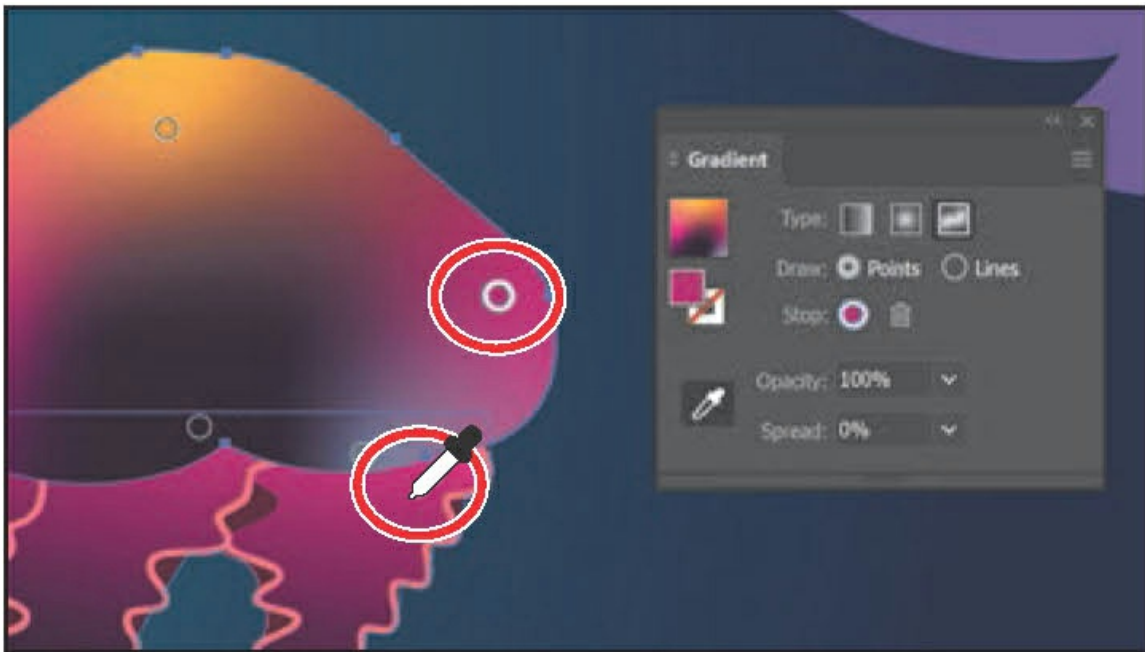 Gradient
Type:
Draw: Points Lines
Stop:
Opacity: 100%
Spread: 0%